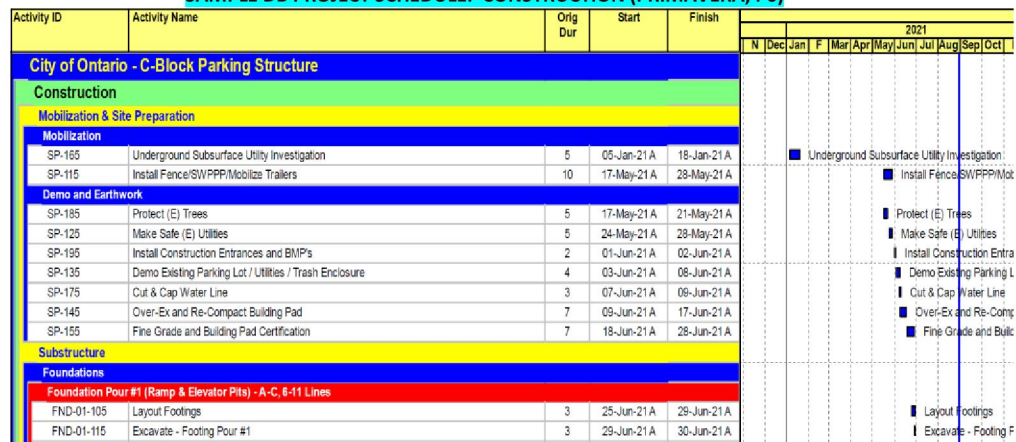 SAMPLE DB PROJECT SCHEDULE: CONSTRUCTION (PRIMAVERA, P6)
Activity ID Activity Name Orig Dur Start Finish
2021
N Dec Jan F Mar Apr May Jun Jul Aug Sep Oct
City of Ontario - C-Block Parking Structure
Construction
Mobilization & Site Preparation
Mobilization
SP-165 Underground Subsurface Utility Investigation 5 05-Jan-21 A 18-Jan-21 A Underground Subsurface Utility Investigation
SP-115 Install Fence/SWPPP/Mobilize Trailers 10 17-May-21 A 28-May-21 A Install Fence/SWPPP/Mob
Demo and Earthwork
SP-185 Protect (E) Trees 5 17-May-21 A 21-May-21 A Protect (E) Trees
SP-125 Make Safe (E) Utilities 5 24-May-21 A 28-May-21 A Make Safe (E) Utilities
SP-195 Install Construction Entrances and BMP's 2 01-Jun-21 A 02-Jun-21 A Install Construction Entra
SP-135 Demo Existing Parking Lot / Utilities / Trash Enclosure 4 03-Jun-21 A 08-Jun-21 A Demo Existing Parking L
SP-175 Cut & Cap Water Line 3 07-Jun-21 A 09-Jun-21 A Cut & Cap Water Line
SP-145 Over-Ex and Re-Compact Building Pad 7 09-Jun-21 A 17-Jun-21 A Over-Ex and Re-Comp
SP-155 Fine Grade and Building Pad Certification 7 18-Jun-21 A 28-Jun-21 A Fine Grade and Build
Substructure
Foundations
Foundation Pour #1 (Ramp & Elevator Pits) - A-C, 6-11 Lines
FND-01-105 Layout Footings 3 25-Jun-21 A 29-Jun-21 A Layout Footings
FND-01-115 Excavate - Footing Pour #1 3 29-Jun-21 A 30-Jun-21 A Excavate - Footing P